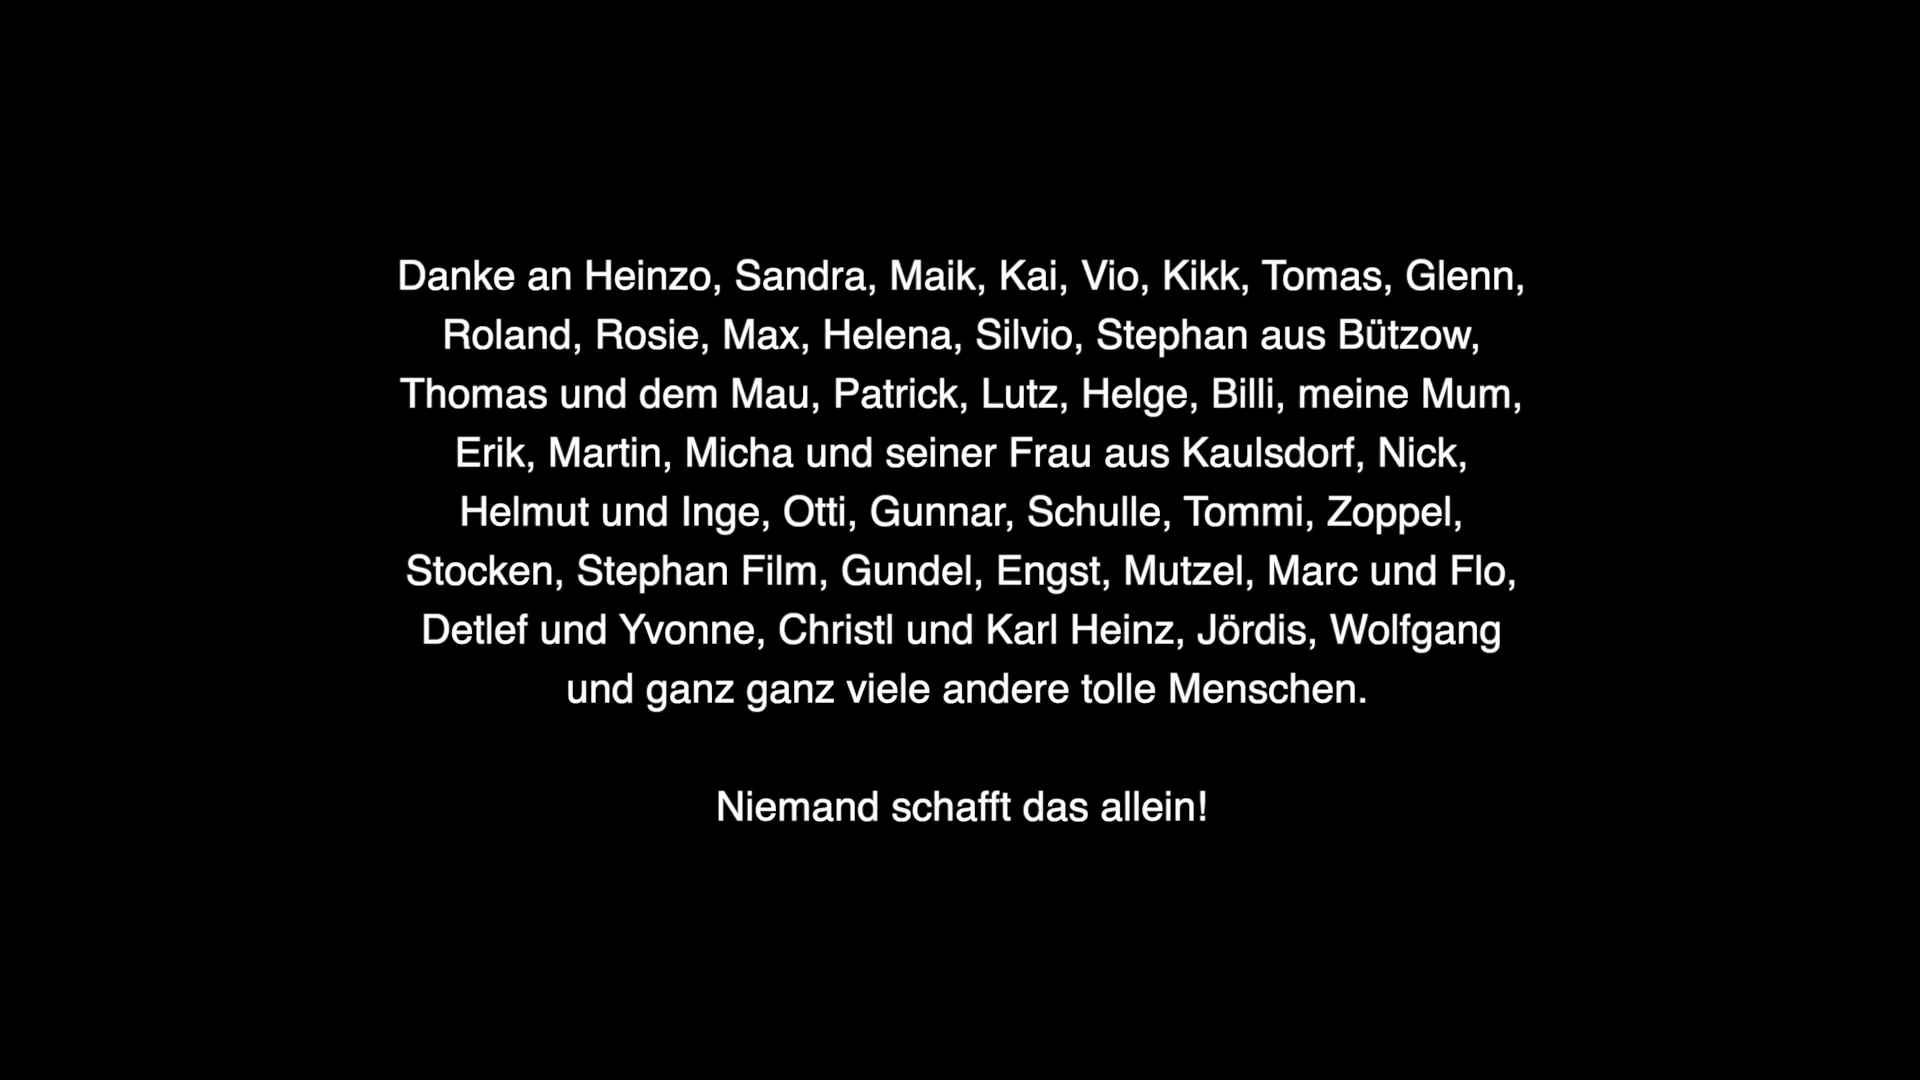 Danke an Heinzo, Sandra, Maik, Kai, Vio, Kikk, Tomas, Glenn,
Roland, Rosie, Max, Helena, Silvio, Stephan aus Bützow,
Thomas und dem Mau, Patrick, Lutz, Helge, Billi, meine Mum,
Erik, Martin, Micha und seiner Frau aus Kaulsdorf, Nick,
Helmut und Inge, Otti, Gunnar, Schulle, Tommi, Zoppel,
Stocken, Stephan Film, Gundel, Engst, Mutzel, Marc und Flo,
Detlef und Yvonne, Christl und Karl Heinz, Jördis, Wolfgang
und ganz ganz viele andere tolle Menschen.
Niemand schafft das allein!